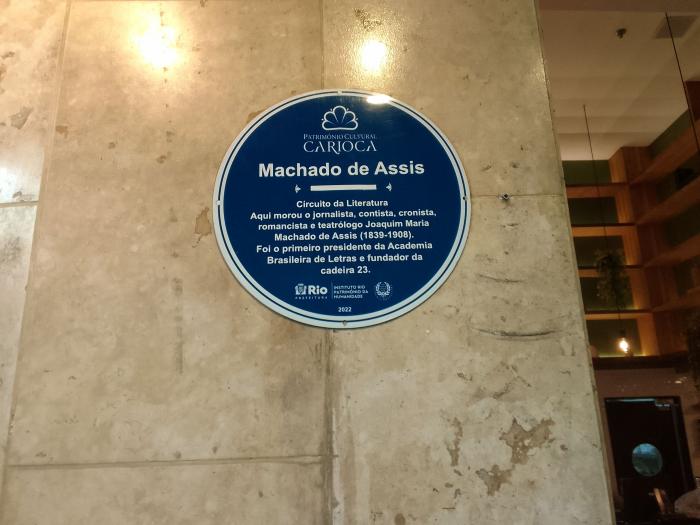 PATRIMÔNIO CULTURAL
CARIOCA
Machado de Assis
Circuito da Literatura
Aqui morou o jornalista, contista, cronista,
romancista e teatrólogo Joaquim Maria
Machado de Assis (1839-1908).
Foi o primeiro presidente da Academia
Brasileira de Letras e fundador da
cadeira 23.
Rio
PREFEITURA
INSTITUTO RIO
PATRIMÔNIO DA
HUMANIDADE
2022